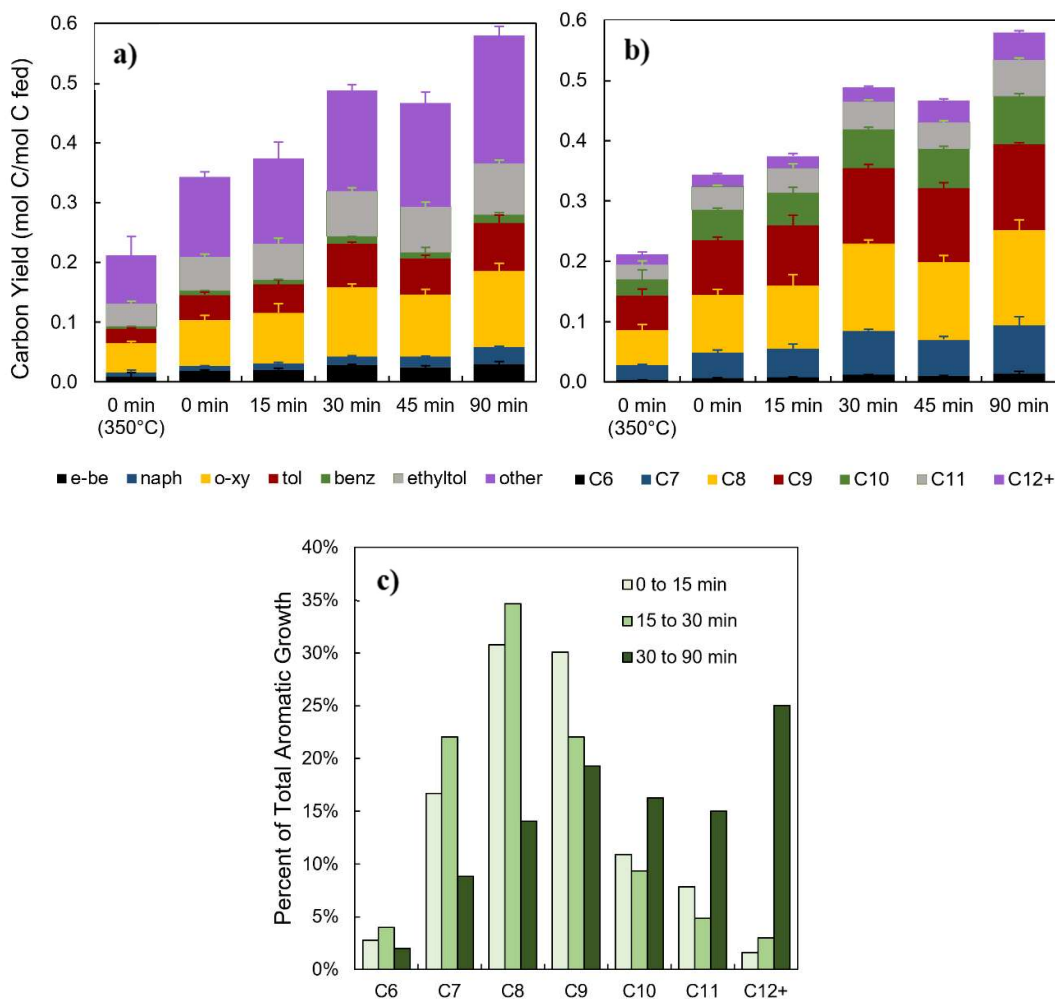 a)
Carbon Yield (mol C/mol C fed)
0.6
0.5
0.4
0.3
0.2
0.1
0.0
0 min (350°C)
0 min
15 min
30 min
45 min
90 min
e-be naph o-xy tol benz ethyltol other
b)
0.6
0.5
0.4
0.3
0.2
0.1
0.0
0 min (350°C)
0 min
15 min
30 min
45 min
90 min
C6 C7 C8 C9 C10 C11 C12+
c)
Percent of Total Aromatic Growth
40%
35%
30%
25%
20%
15%
10%
5%
0%
0 to 15 min
15 to 30 min
30 to 90 min
C6 C7 C8 C9 C10 C11 C12+